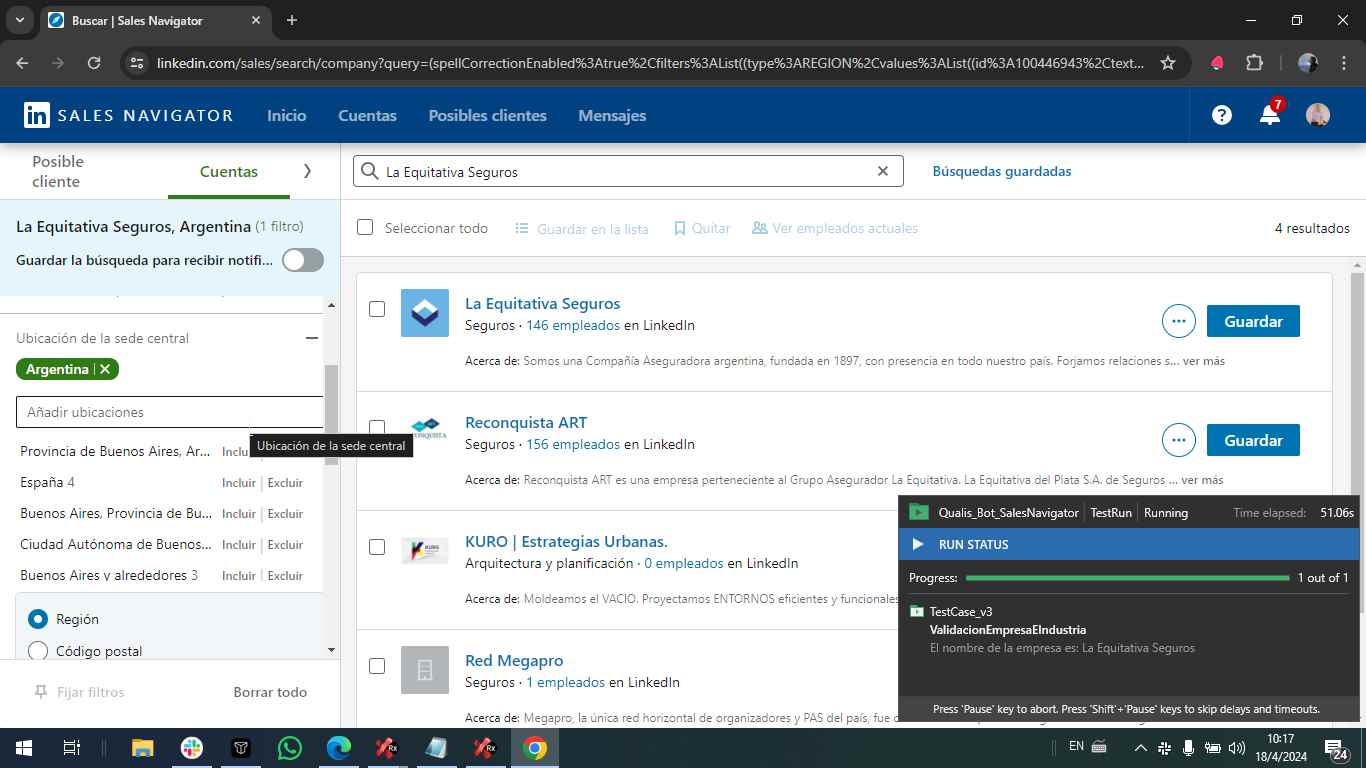 Buscar | Sales Navigator
linkedin.com/sales/search/company?query=(spellCorrectionEnabled%3Atrue%2Cfilters%3AList((type%3AREGION%2Cvalues%3AList((id%3A100446943%2Ctext...
in SALES NAVIGATOR
Inicio
Cuentas
Posibles clientes
Mensajes
7
Posible cliente
Cuentas
La Equitativa Seguros
Búsquedas guardadas
La Equitativa Seguros, Argentina (1 filtro)
Guardar la búsqueda para recibir notifi...
Seleccionar todo
Guardar en la lista
Quitar
Ver empleados actuales
4 resultados
Ubicación de la sede central
Argentina
Añadir ubicaciones
Ubicación de la sede central
Provincia de Buenos Aires, Ar... Inclu
España 4 Incluir | Excluir
Buenos Aires, Provincia de Bu... Incluir | Excluir
Ciudad Autónoma de Buenos... Incluir | Excluir
Buenos Aires y alrededores 3 Incluir | Excluir
Región
Código postal
Fijar filtros
Borrar todo
La Equitativa Seguros
Seguros · 146 empleados en LinkedIn
Acerca de: Somos una Compañía Aseguradora argentina, fundada en 1897, con presencia en todo nuestro país. Forjamos relaciones s... ver más
Guardar
Reconquista ART
Seguros · 156 empleados en LinkedIn
Acerca de: Reconquista ART es una empresa perteneciente al Grupo Asegurador La Equitativa. La Equitativa del Plata S.A. de Seguros ... ver más
Guardar
KURO | Estrategias Urbanas.
Arquitectura y planificación · 0 empleados en LinkedIn
Acerca de: Moldeamos el VACIO. Proyectamos ENTORNOS eficientes y funcionales
Red Megapro
Seguros · 1 empleados en LinkedIn
Acerca de: Megapro, la única red horizontal de organizadores y PAS del país, fue
Qualis_Bot_SalesNavigator | TestRun | Running
Time elapsed: 51.06s
RUN STATUS
Progress: 1 out of 1
TestCase_v3
ValidacionEmpresaEIndustria
El nombre de la empresa es: La Equitativa Seguros
Press 'Pause' key to abort. Press 'Shift'+'Pause' keys to skip delays and timeouts.
EN
10:17
18/4/2024
24